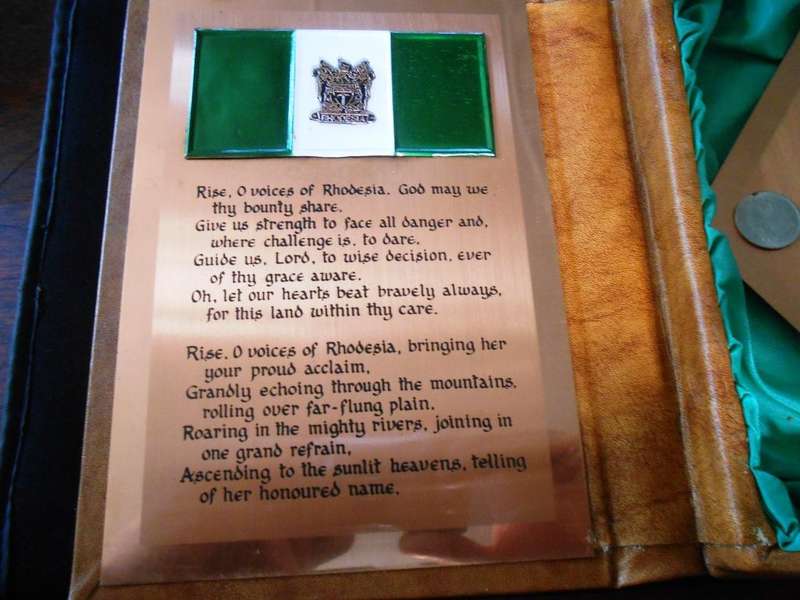 RHODESIA
Rise, O voices of Rhodesia. God may we
thy bounty share.
Give us strength to face all danger and,
where challenge is, to dare.
Guide us, Lord, to wise decision, ever
of thy grace aware.
Oh, let our hearts beat bravely always,
for this land within thy care.
Rise, O voices of Rhodesia, bringing her
your proud acclaim,
Grandly echoing through the mountains,
rolling over far-flung plain.
Roaring in the mighty rivers, joining in
one grand refrain,
Ascending to the sunlit heavens, telling
of her honoured name.